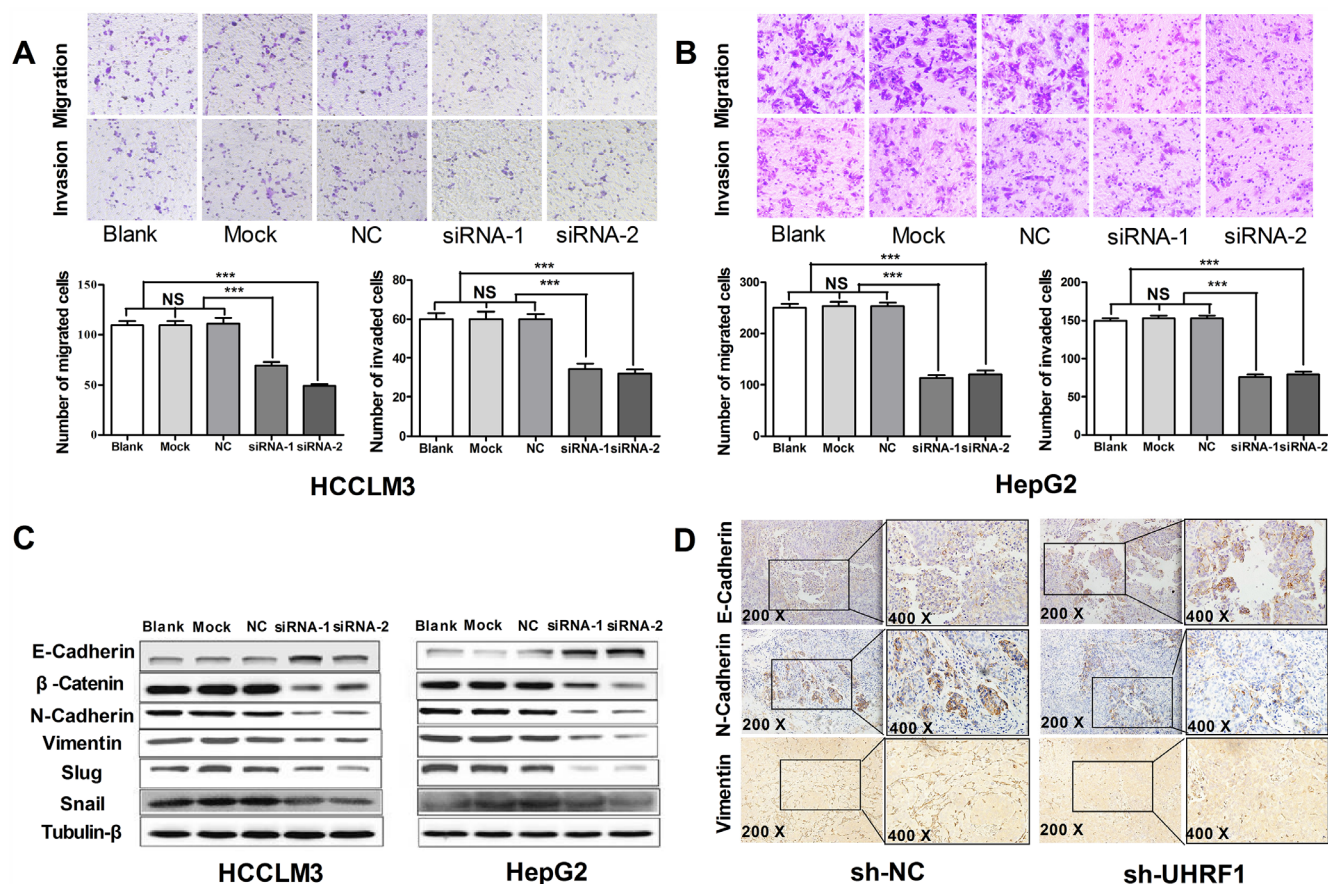 A
Migration
Invasion
Blank Mock NC siRNA-1 siRNA-2
Number of migrated cells
150
100
50
0
NS
***
***
Blank Mock NC siRNA-1 siRNA-2
Number of invaded cells
80
60
40
20
0
NS
***
***
Blank Mock NC siRNA-1 siRNA-2
HCCLM3
B
Migration
Invasion
Blank Mock NC siRNA-1 siRNA-2
Number of migrated cells
300
200
100
0
NS
***
***
Blank Mock NC siRNA-1 siRNA-2
Number of invaded cells
200
150
100
50
0
NS
***
***
Blank Mock NC siRNA-1 siRNA-2
HepG2
C
Blank Mock NC siRNA-1 siRNA-2
Blank Mock NC siRNA-1 siRNA-2
E-Cadherin
β-Catenin
N-Cadherin
Vimentin
Slug
Snail
Tubulin-β
HCCLM3
HepG2
D
E-Cadherin
200 X
400 X
200 X
400 X
N-Cadherin
200 X
400 X
200 X
400 X
Vimentin
200 X
400 X
200 X
400 X
sh-NC
sh-UHRF1